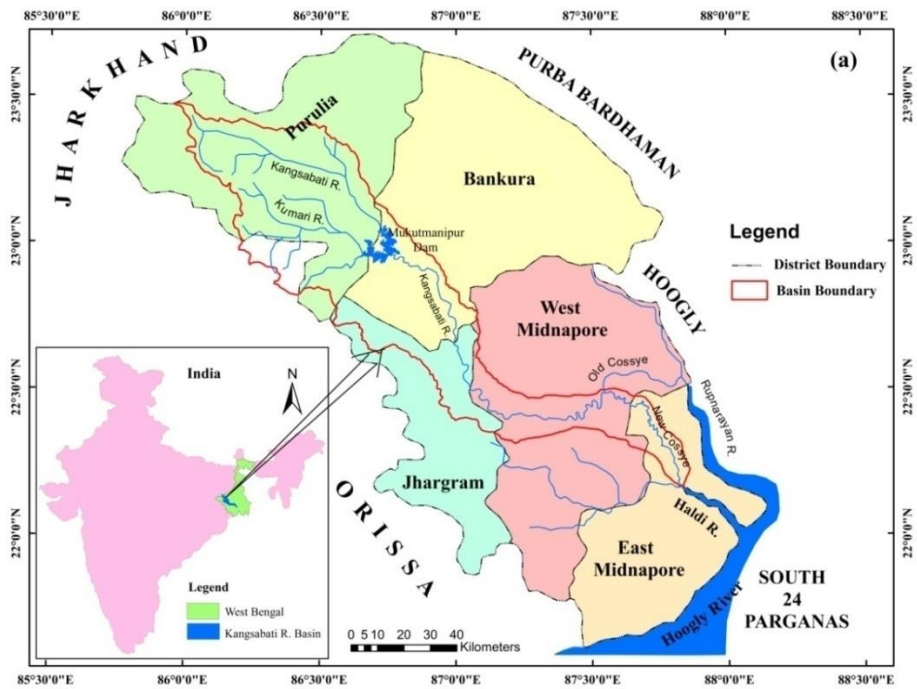 85°30'0"E 86°0'0"E 86°30'0"E 87°0'0"E 87°30'0"E 88°0'0"E 88°30'0"E
(a)
JHARKHAND
PURBA BARDHAMAN
23°30'0"N
23°30'0"N
Purulia
Kangsabati R.
Bankura
Kumari R.
Mukutmanipur
Dam
23°0'0"N
23°0'0"N
Legend
District Boundary
Basin Boundary
HOOGLY
Kangsabati R.
West
Midnapore
Old Cossye
Rupnarayan R.
New Cossye
22°30'0"N
22°30'0"N
India
N
Jhargram
ORISSA
Haldi R.
22°0'0"N
22°0'0"N
East
Midnapore
SOUTH
24
PARGANAS
Hoogly River
Legend
West Bengal
Kangsabati R. Basin
0 5 10 20 30 40
Kilometers
85°30'0"E 86°0'0"E 86°30'0"E 87°0'0"E 87°30'0"E 88°0'0"E 88°30'0"E